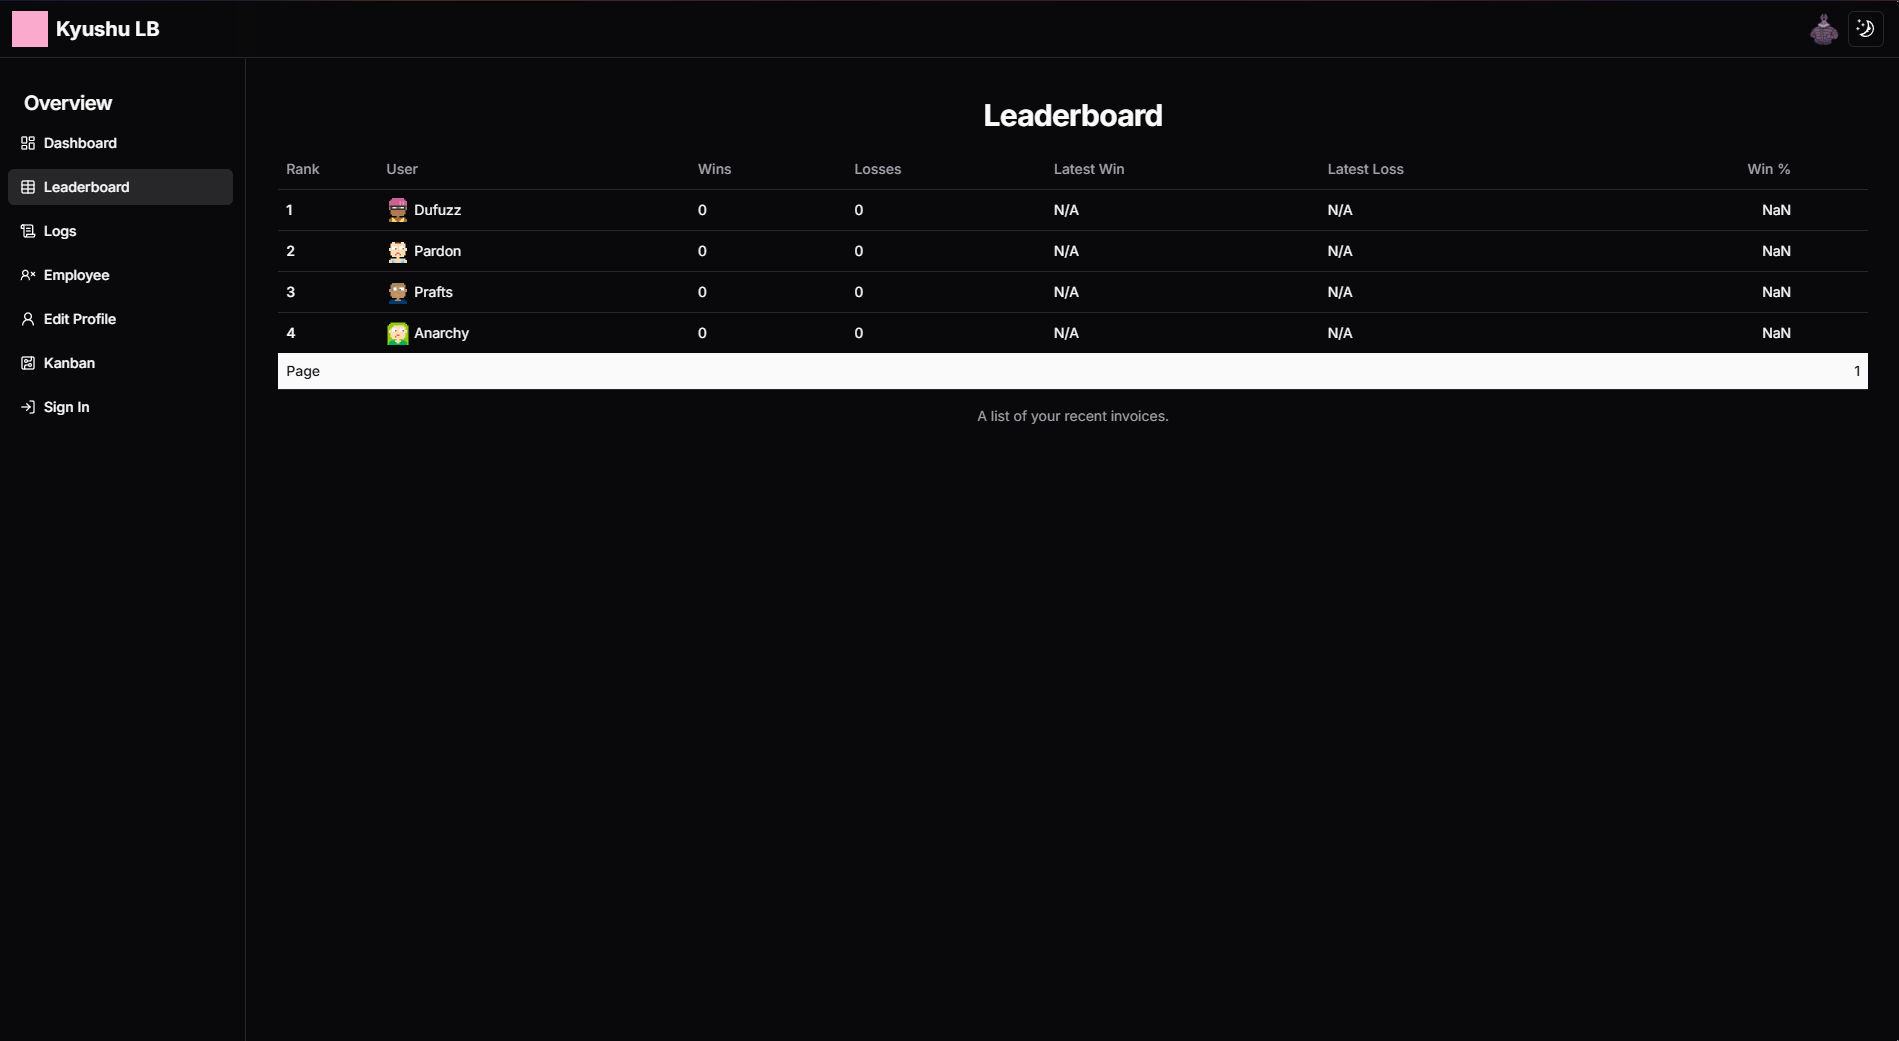 Kyushu LB
Overview
Dashboard
Leaderboard
Logs
Employee
Edit Profile
Kanban
Sign In
Leaderboard
Rank User Wins Losses Latest Win Latest Loss Win %
1 Dufuzz 0 0 N/A N/A NaN
2 Pardon 0 0 N/A N/A NaN
3 Prafts 0 0 N/A N/A NaN
4 Anarchy 0 0 N/A N/A NaN
Page 1
A list of your recent invoices.